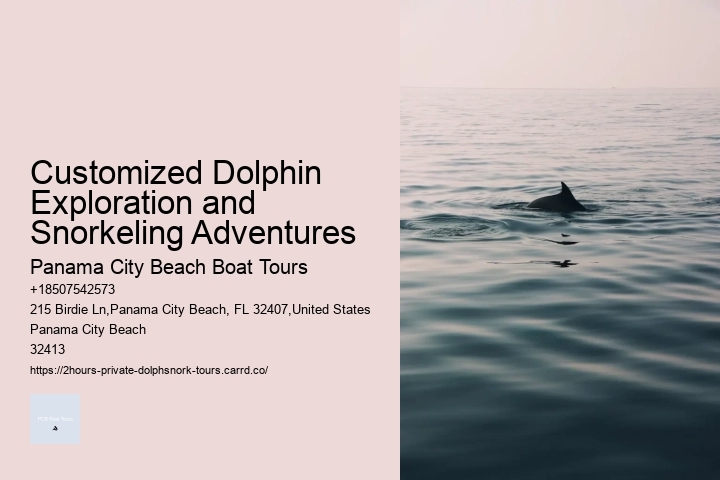 Customized Dolphin
Exploration and
Snorkeling Adventures
Panama City Beach Boat Tours
+18507542573
215 Birdie Ln,Panama City Beach, FL 32407,United States
Panama City Beach
32413
https://2hours-private-dolphsnork-tours.carrd.co/